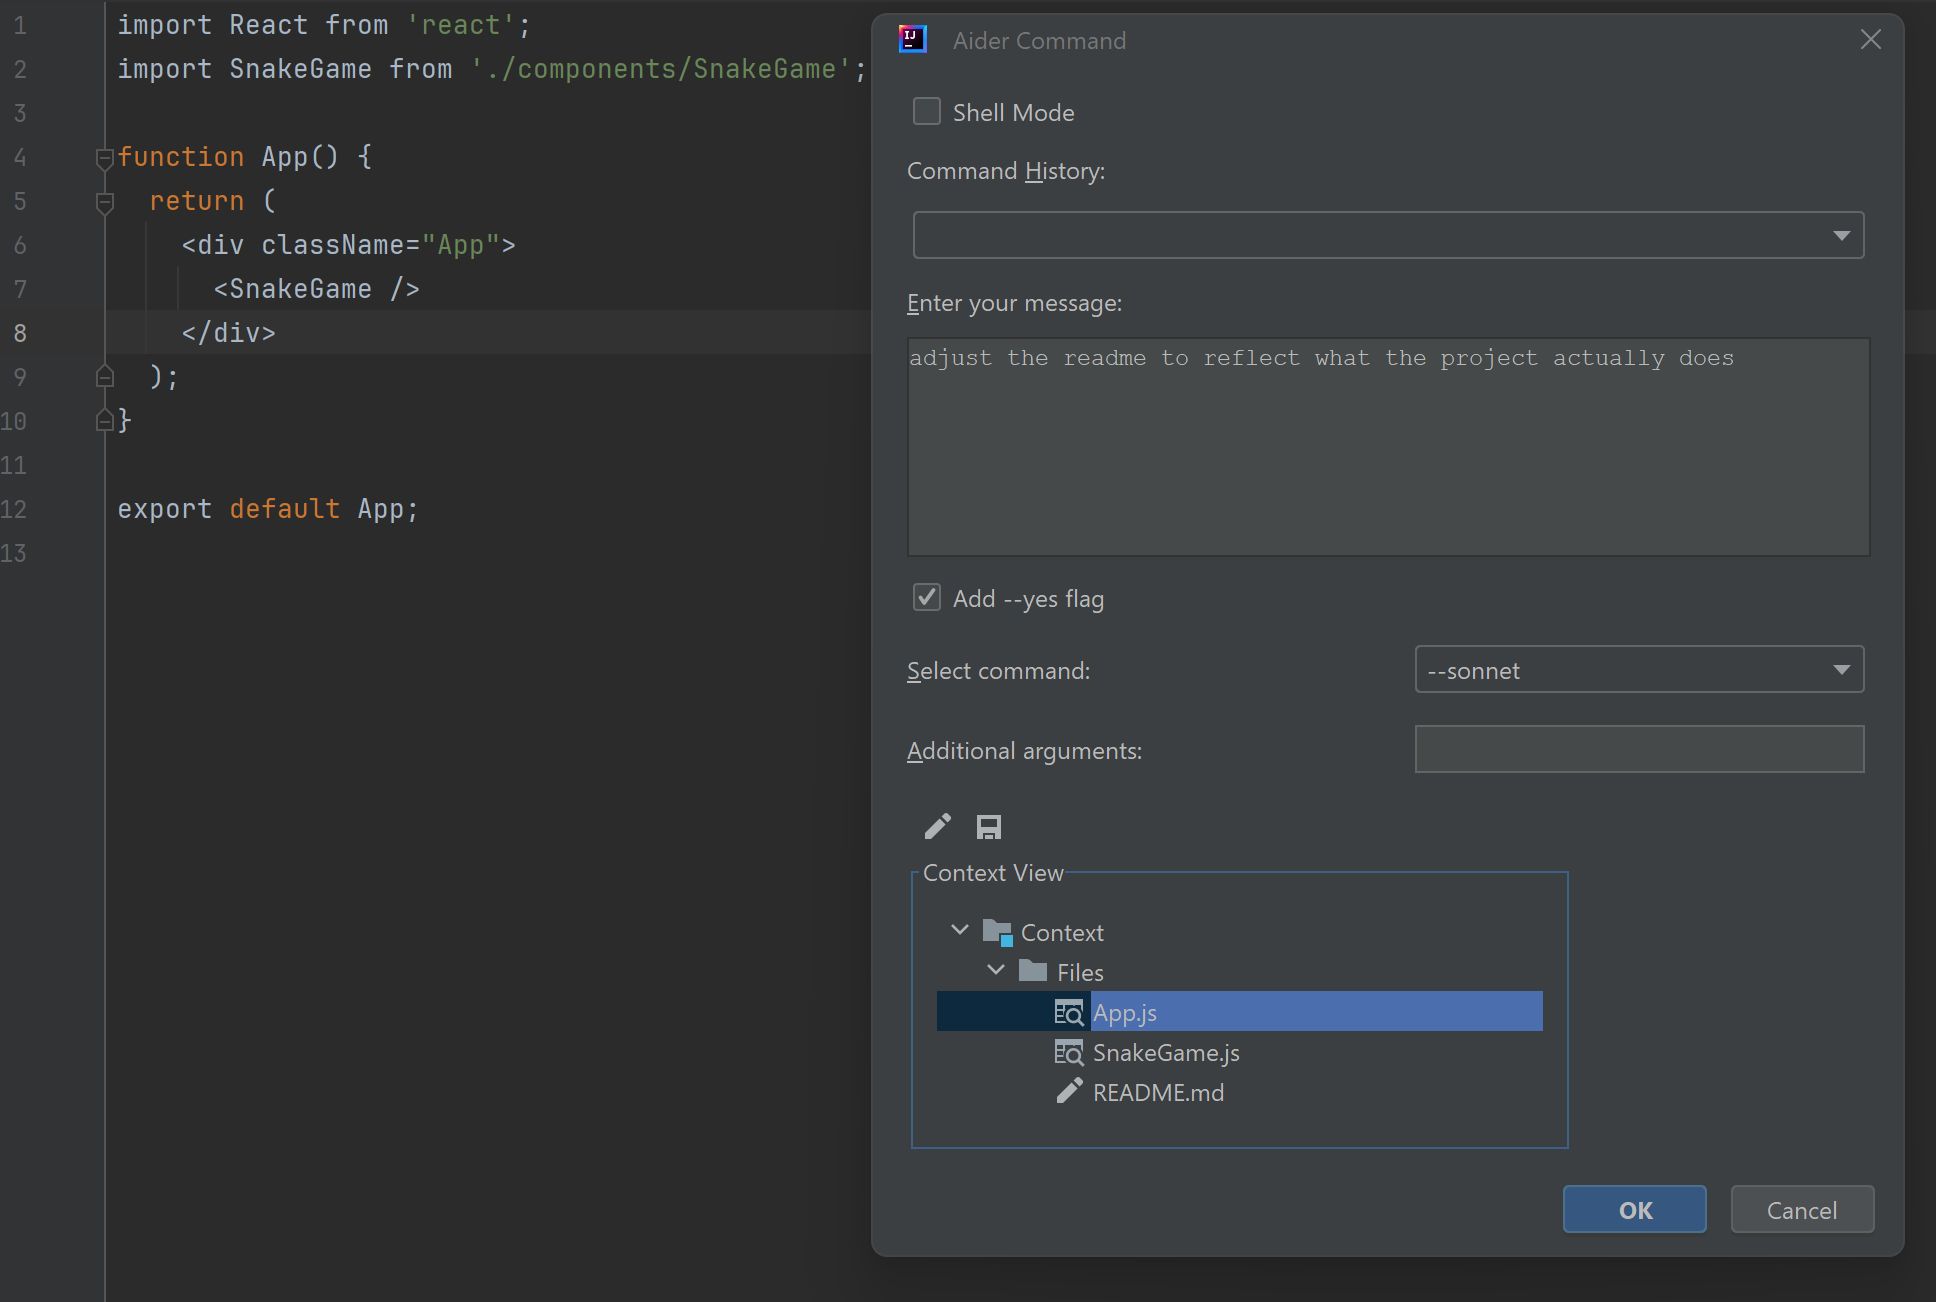 1 import React from 'react';
2 import SnakeGame from './components/SnakeGame';
3
4 function App() {
5 return (
6 <div className="App">
7 <SnakeGame />
8 </div>
9 );
10 }
11
12 export default App;
13
IJ Aider Command
Shell Mode
Command History:
Enter your message:
adjust the readme to reflect what the project actually does
Add --yes flag
Select command: --sonnet
Additional arguments:
Context View
Context
Files
App.js
SnakeGame.js
README.md
OK Cancel